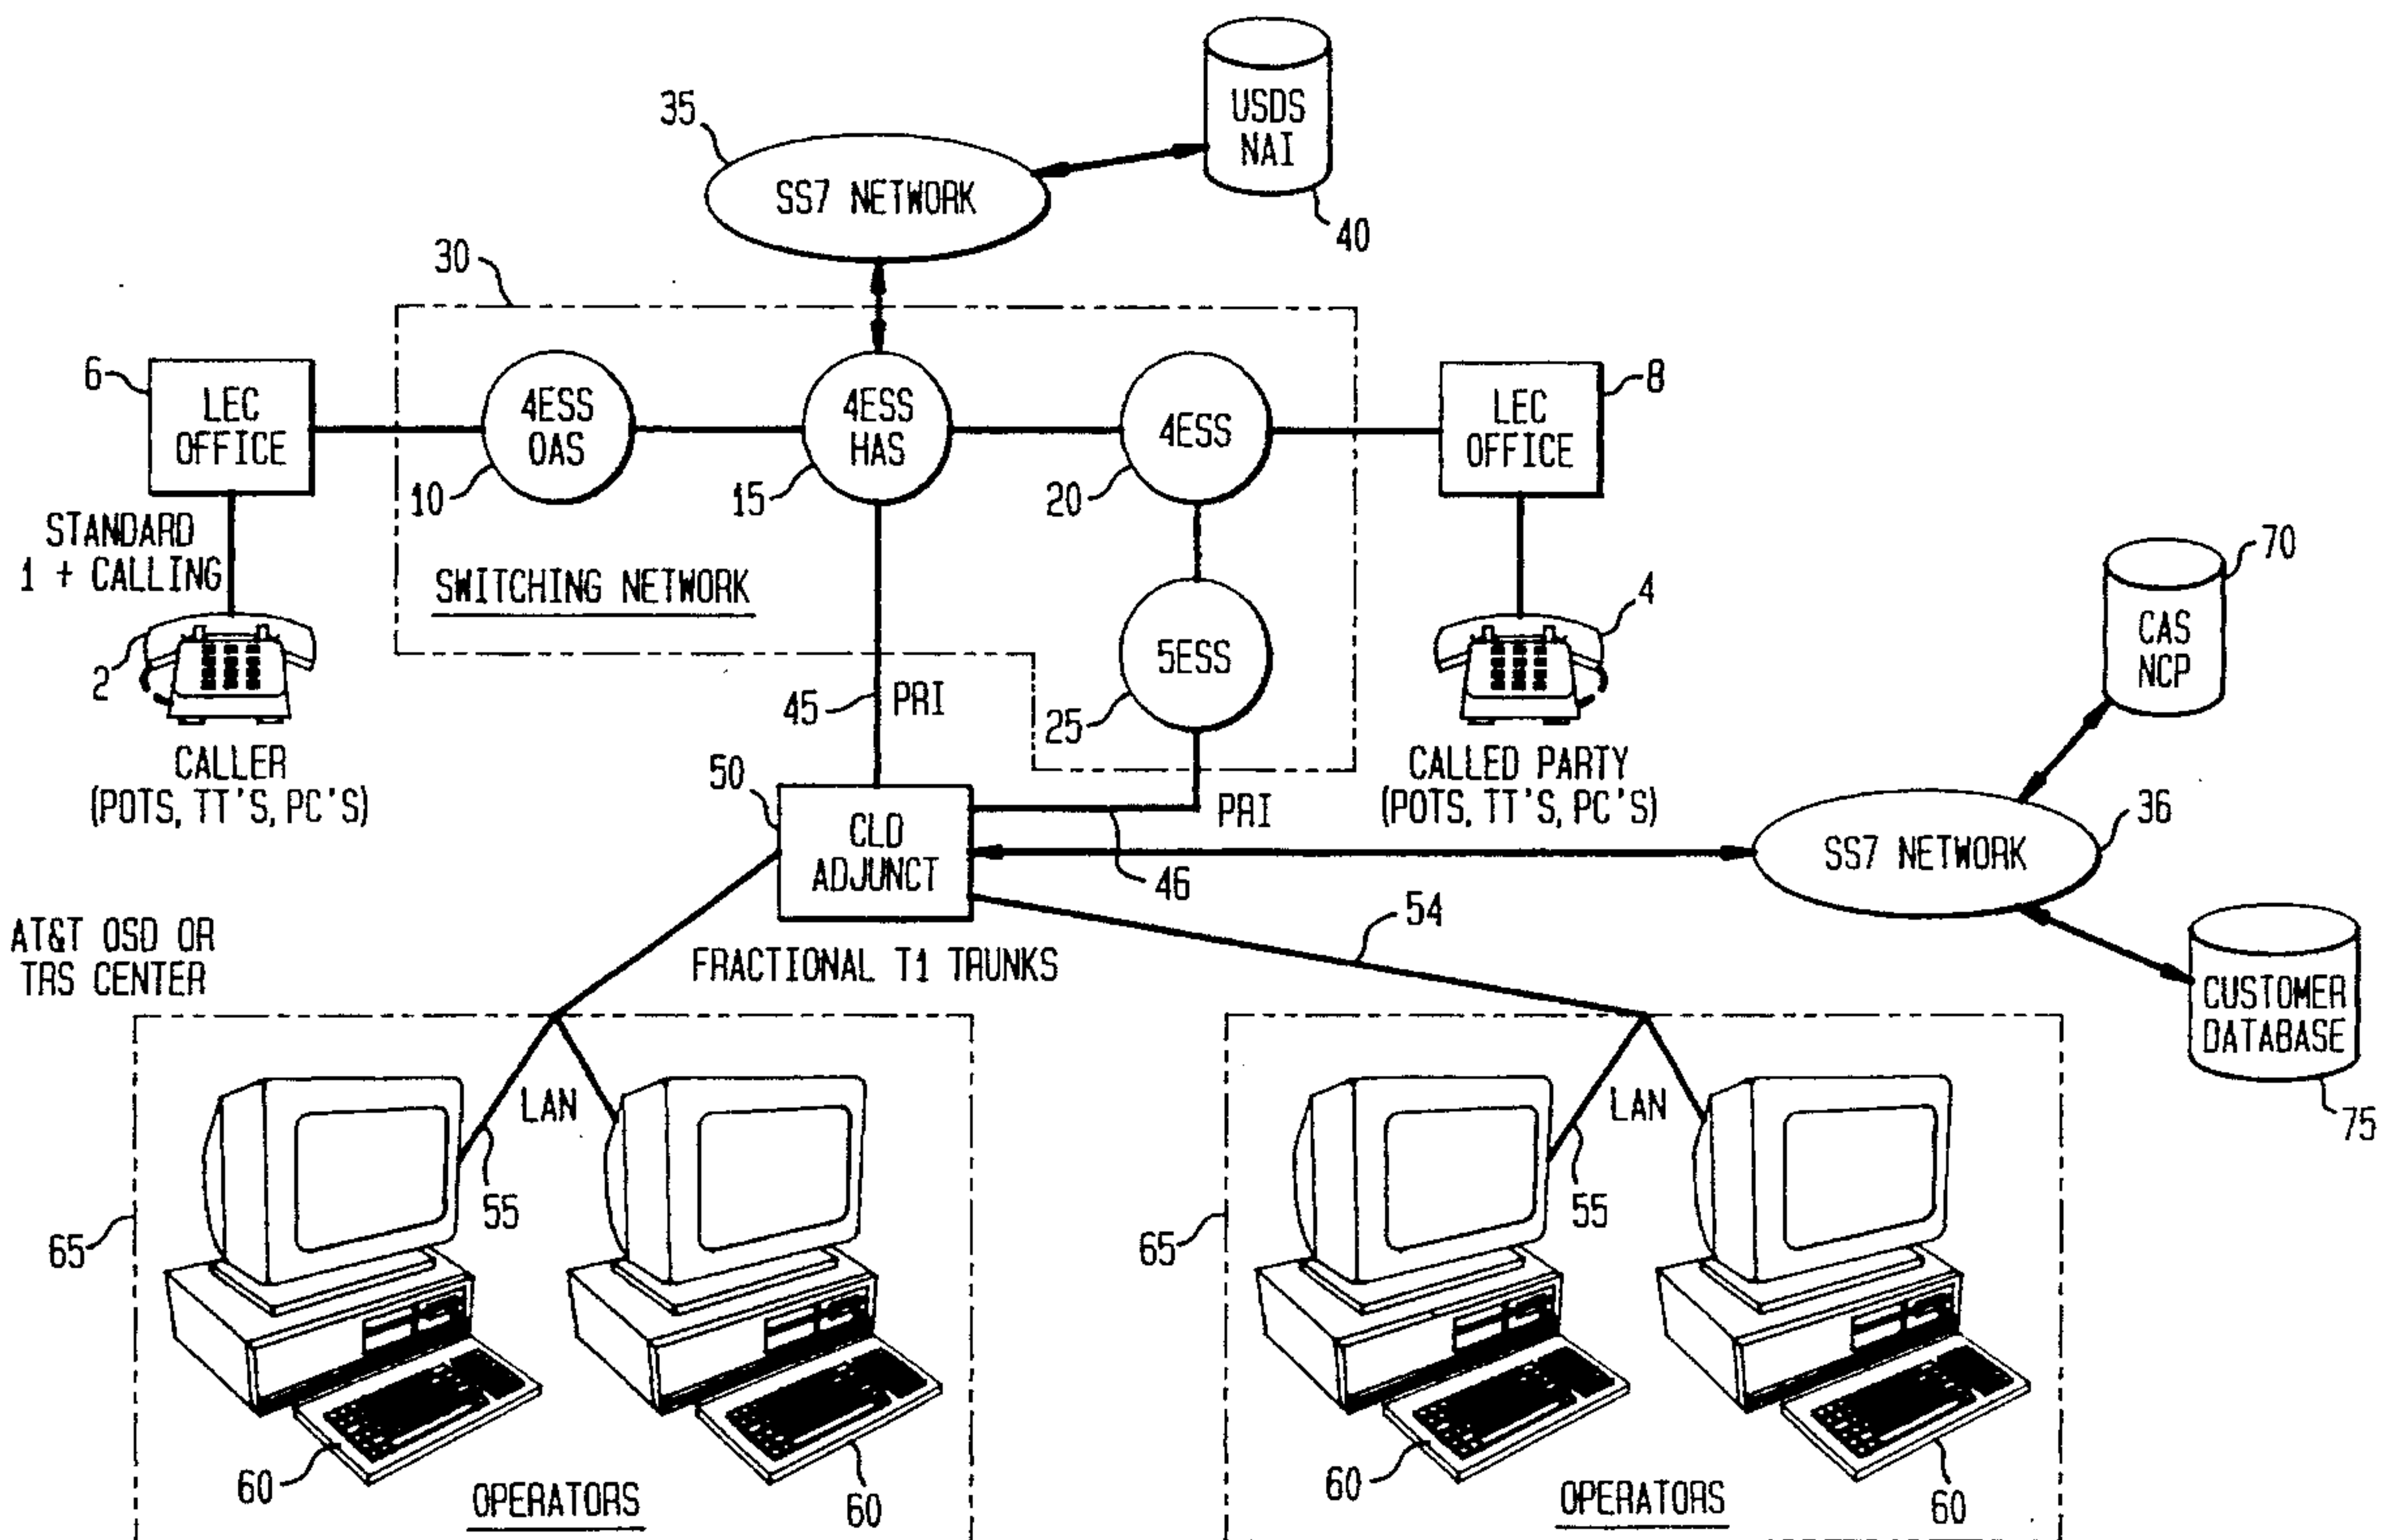 USDS
NAI
40
35
SS7 NETWORK
30
6
LEC
OFFICE
4ESS
OAS
10
4ESS
HAS
15
4ESS
20
LEC
OFFICE
8
STANDARD
1 + CALLING
SWITCHING NETWORK
2
CALLER
(POTS, TT'S, PC'S)
5ESS
25
45
PRI
4
CALLED PARTY
(POTS, TT'S, PC'S)
70
CAS
NCP
50
CLD
ADJUNCT
PRI
46
SS7 NETWORK
36
54
AT&T OSD OR
TRS CENTER
FRACTIONAL T1 TRUNKS
CUSTOMER
DATABASE
75
LAN
55
65
60
60
OPERATORS
LAN
55
65
60
60
OPERATORS